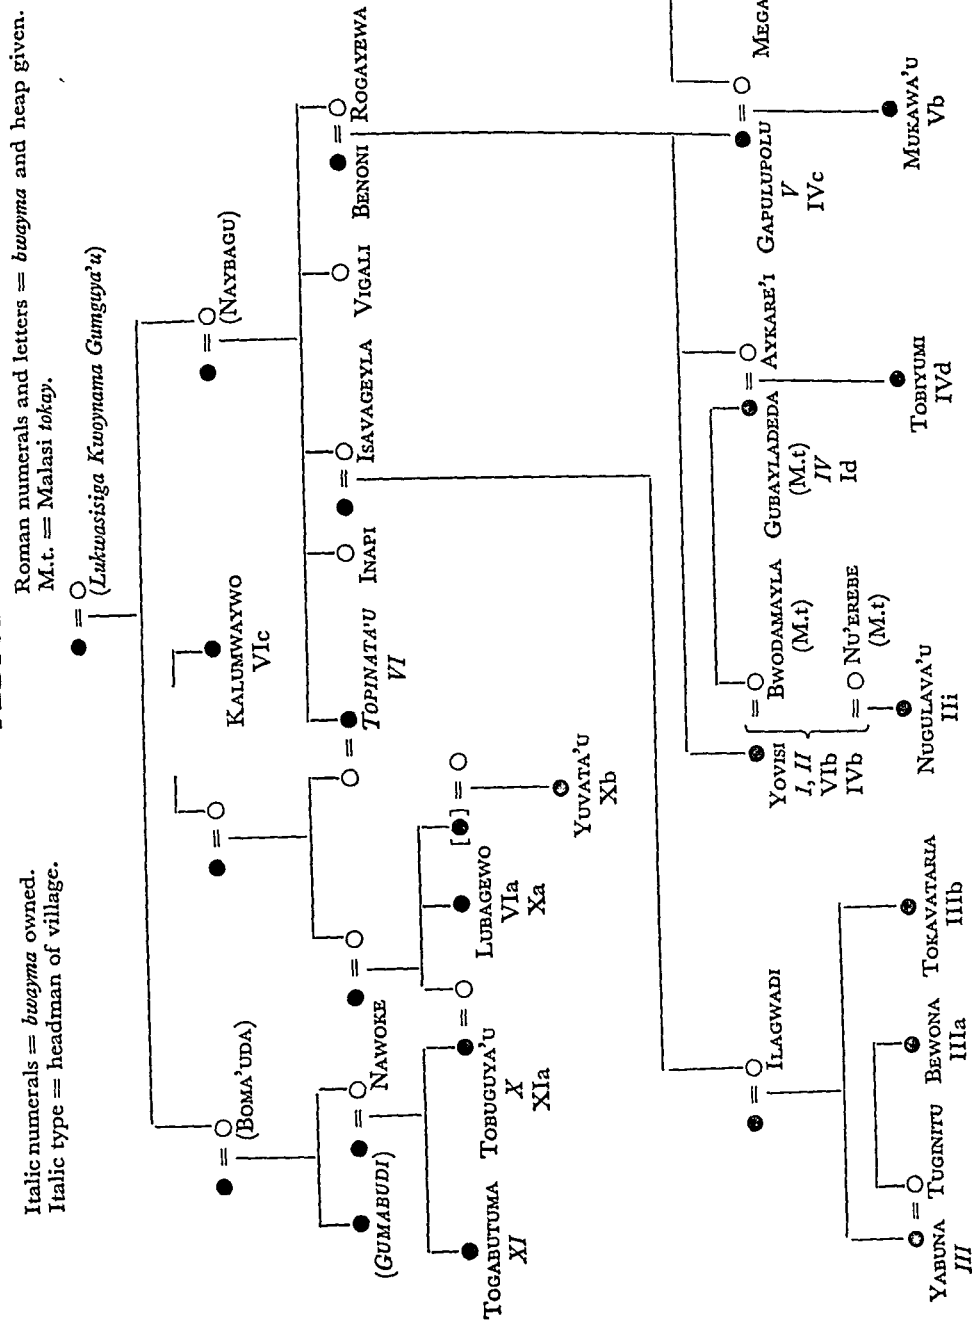 Italic numerals = bwayma owned.
Italic type = headman of village.
Roman numerals and letters = bwayma and heap given.
M.t. = Malasi tokay.
(Lukwasisiga Kwoynama Gumguya'u)
(BOMA'UDA)
KALUMWAYWO
VIc
(NAYBAGU)
(GUMABUDI)
NAWOKE
TOPINATA'U
VI
INAPI
ISAVAGEYLA
VIGALI
BENONI
ROGAYEWA
TOGABUTUMA
XI
TOBUGUYA'U
X
XIa
LUBAGEWO
VIa
Xa
[ ]
YUVATA'U
Xb
ILAGWADI
YOVISI
I, II
VIb
IVb
BWODAMAYLA
(M.t)
NU'EREBE
(M.t)
GUBAYLADEDA
(M.t)
IV
Id
AYKARE'I
GAPULUPOLU
V
IVc
MEGA
YABUNA
III
TUGINITU
BEWONA
IIIa
TOKAVATARIA
IIIb
NUGULAVA'U
IIi
TOBIYUMI
IVd
MUKAWA'U
Vb